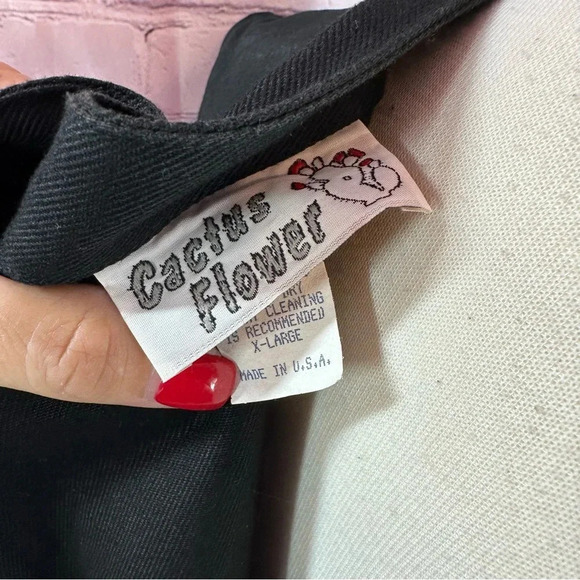 Cactus
Flower
DRY
CLEANING
IS RECOMMENDED
X-LARGE
MADE IN U.S.A.